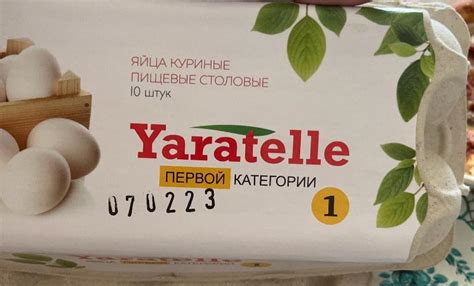 ЯЙЦА КУРИНЫЕ
ПИЩЕВЫЕ СТОЛОВЫЕ
10 штук
Yaratelle
ПЕРВОЙ КАТЕГОРИИ
070223
1